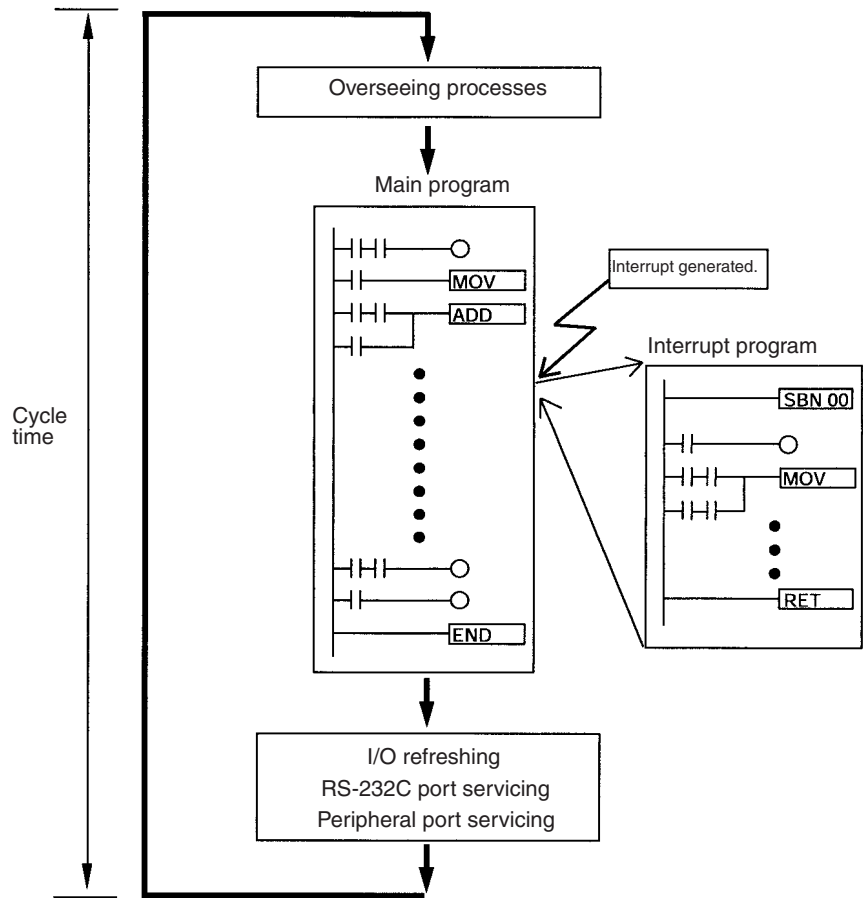 Overseeing processes
Main program
MOV
ADD
Interrupt generated.
Interrupt program
SBN 00
MOV
RET
Cycle
time
END
I/O refreshing
RS-232C port servicing
Peripheral port servicing